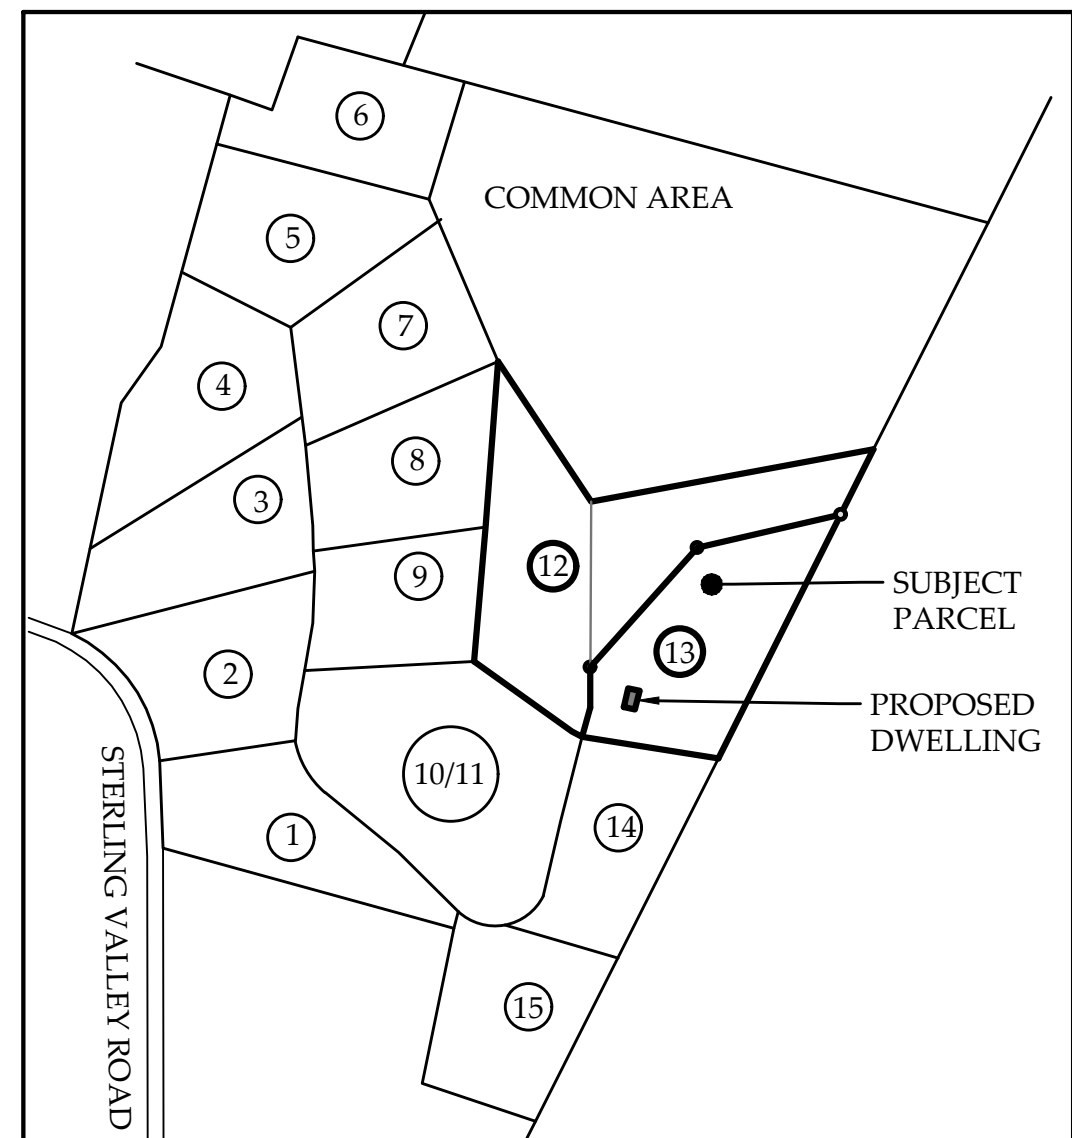 6
COMMON AREA
5
7
4
8
3
12
9
SUBJECT
PARCEL
13
2
PROPOSED
DWELLING
10/11
14
1
STERLING VALLEY ROAD
15